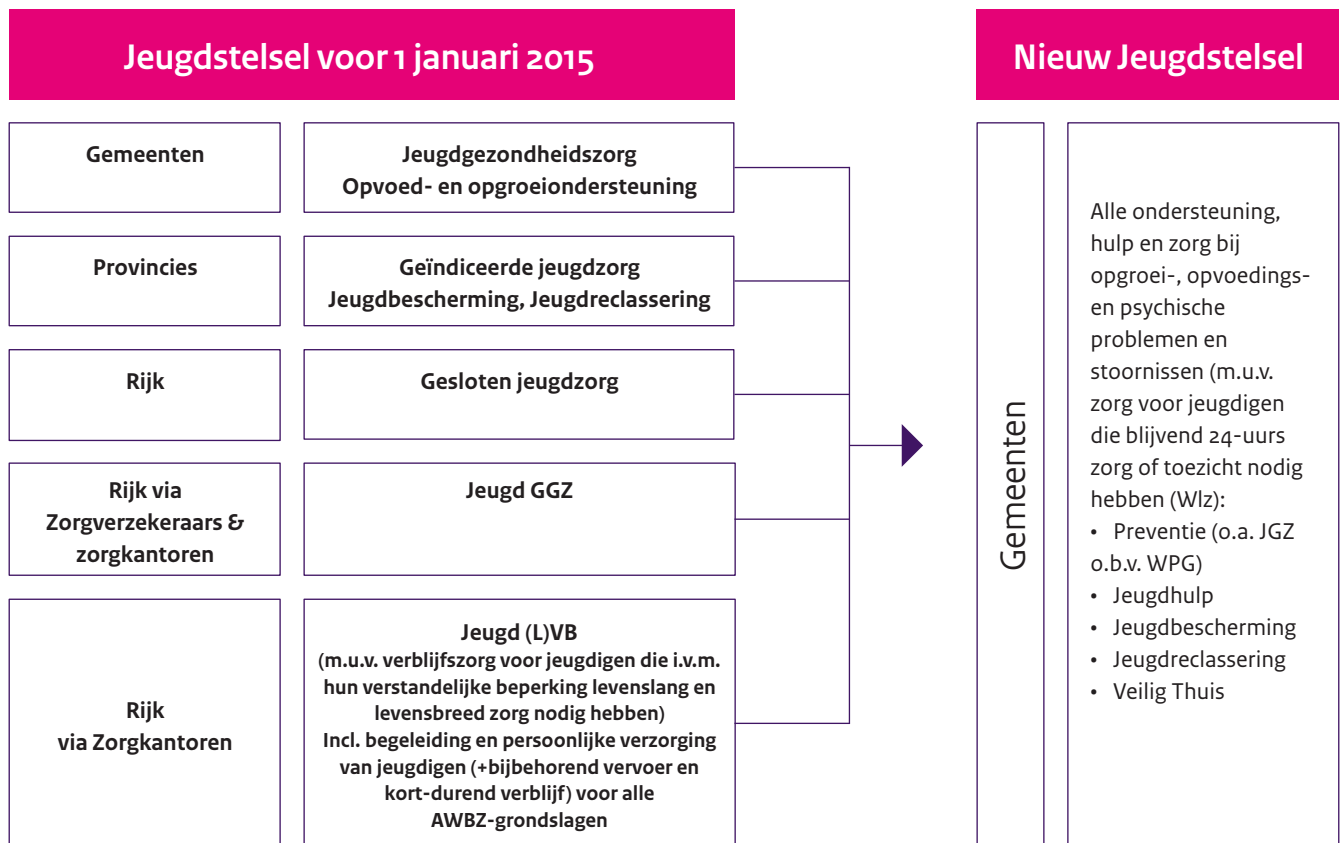 Jeugdstelsel voor 1 januari 2015
Nieuw Jeugdstelsel
Gemeenten
Jeugdgezondheidszorg
Opvoed- en opgroeiondersteuning
Provincies
Geïndiceerde jeugdzorg
Jeugdbescherming, Jeugdreclassering
Rijk
Gesloten jeugdzorg
Rijk via
Zorgverzekeraars &
zorgkantoren
Jeugd GGZ
Rijk
via Zorgkantoren
Jeugd (L)VB
(m.u.v. verblijfszorg voor jeugdigen die i.v.m.
hun verstandelijke beperking levenslang en
levensbreed zorg nodig hebben)
Incl. begeleiding en persoonlijke verzorging
van jeugdigen (+bijbehorend vervoer en
kort-durend verblijf) voor alle
AWBZ-grondslagen
Gemeenten
Alle ondersteuning,
hulp en zorg bij
opgroei-, opvoedings-
en psychische
problemen en
stoornissen (m.u.v.
zorg voor jeugdigen
die blijvend 24-uurs
zorg of toezicht nodig
hebben (Wlz):
• Preventie (o.a. JGZ
o.b.v. WPG)
• Jeugdhulp
• Jeugdbescherming
• Jeugdreclassering
• Veilig Thuis